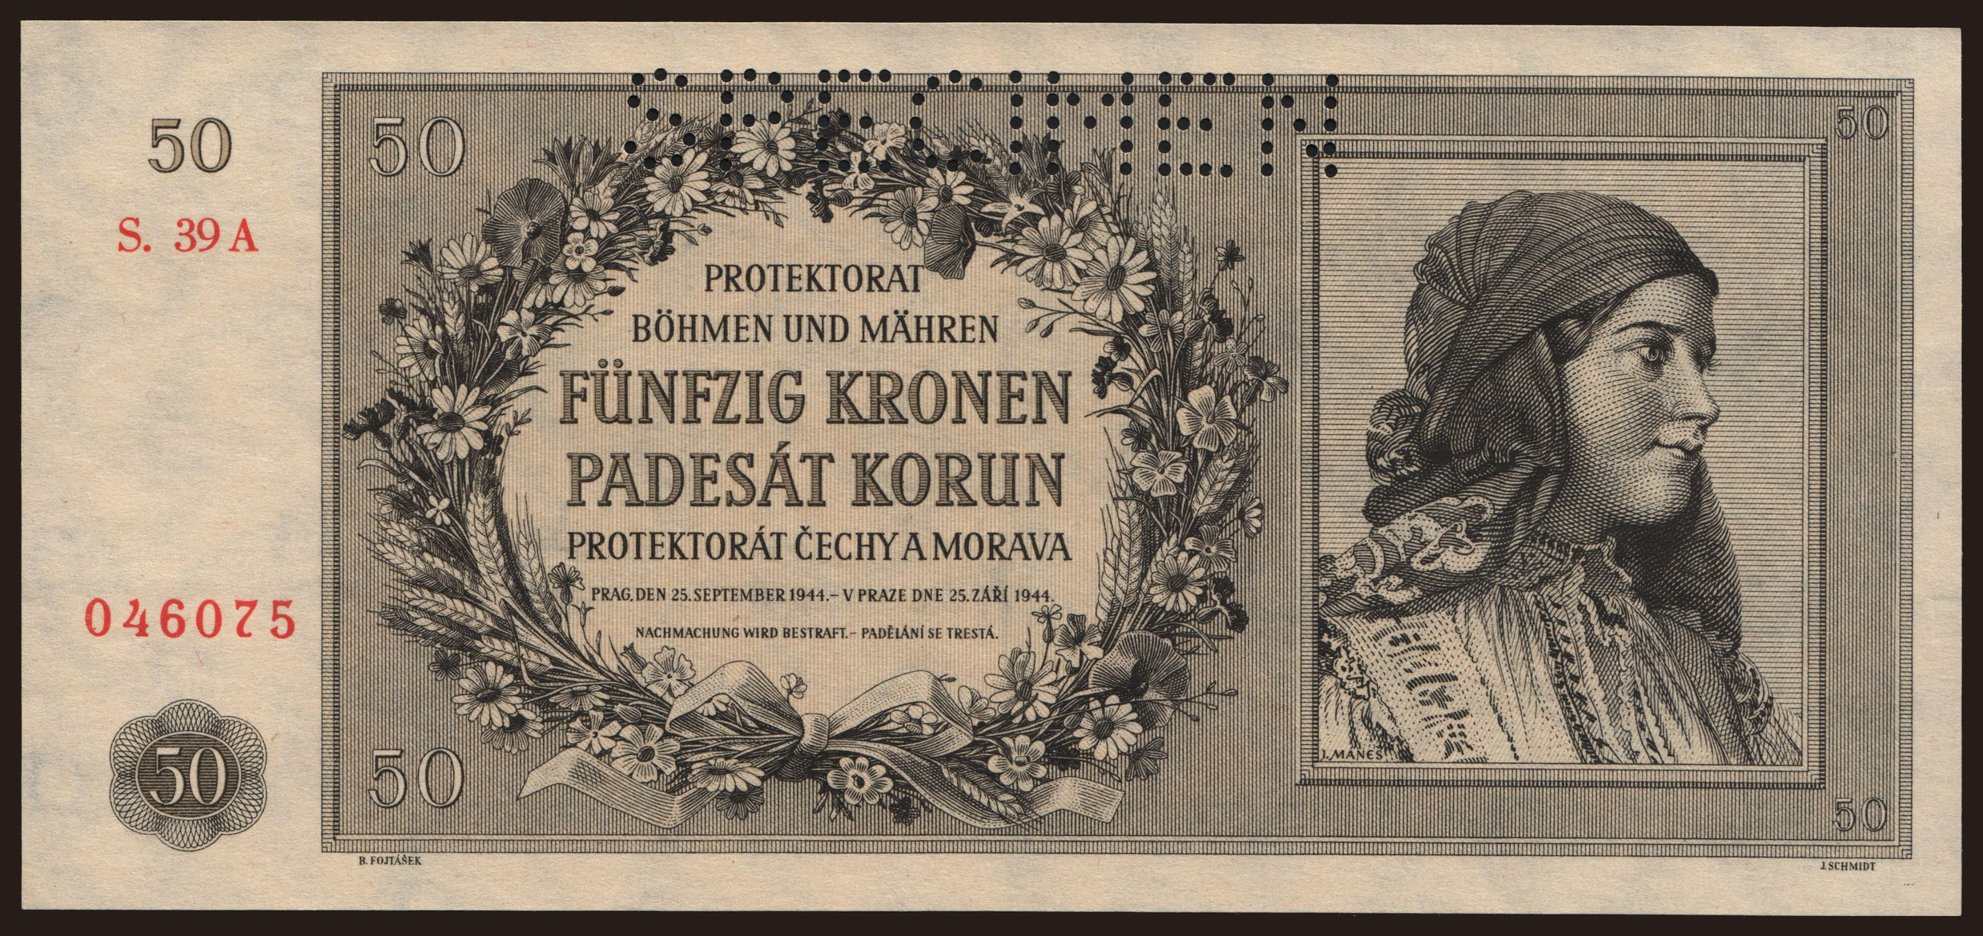 SPECIMEN
50
50
50
S. 39 A
PROTEKTORAT
BÖHMEN UND MÄHREN
FÜNFZIG KRONEN
PADESÁT KORUN
PROTEKTORÁT ČECHY A MORAVA
PRAG, DEN 25. SEPTEMBER 1944. – V PRAZE DNE 25. ZÁŘÍ 1944.
NACHMACHUNG WIRD BESTRAFT. – PADĚLÁNÍ SE TRESTÁ.
046075
50
50
50
J. MÁNES
B. FOJTÁŠEK
J. SCHMIDT